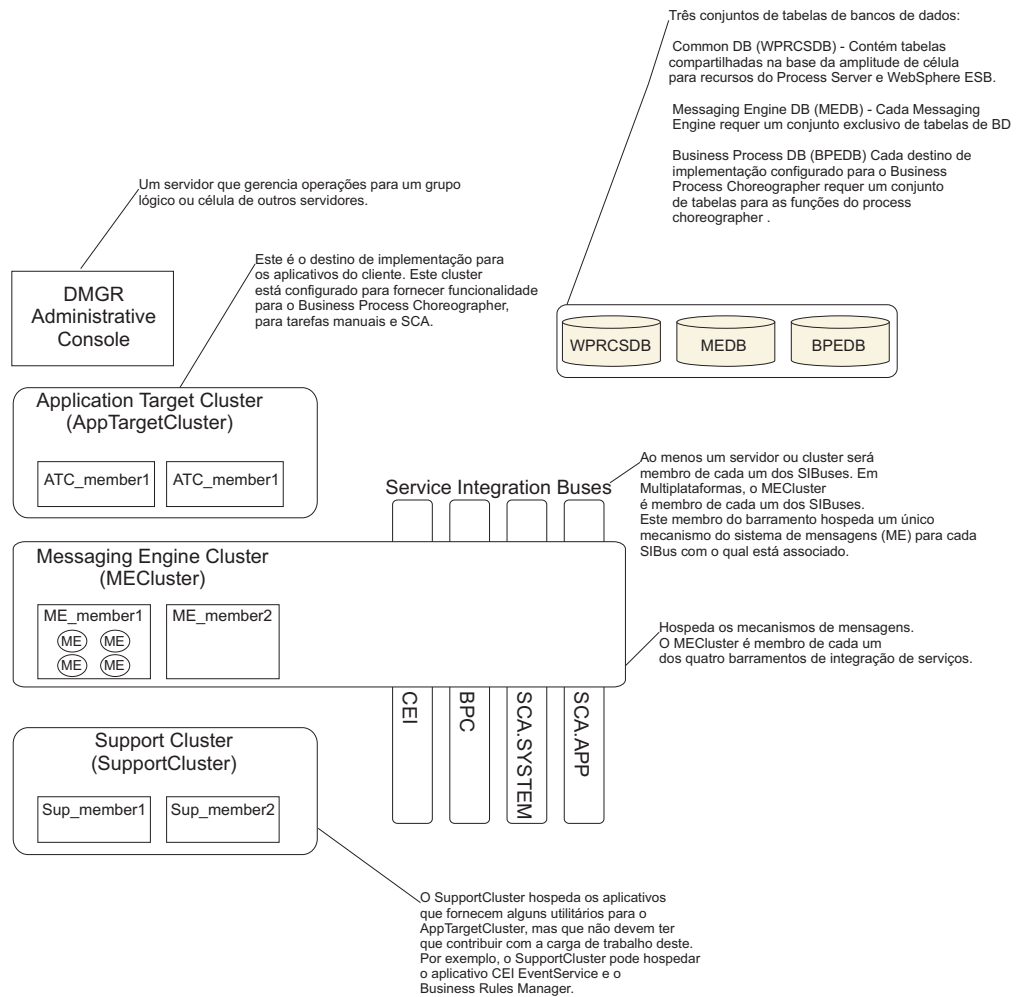 Três conjuntos de tabelas de bancos de dados:
Common DB (WPRCSDB) - Contém tabelas
compartilhadas na base da amplitude de célula
para recursos do Process Server e WebSphere ESB.
Messaging Engine DB (MEDB) - Cada Messaging
Engine requer um conjunto exclusivo de tabelas de BD
Business Process DB (BPEDB) Cada destino de
implementação configurado para o Business
Process Choreographer requer um conjunto
de tabelas para as funções do process
choreographer .
Um servidor que gerencia operações para um grupo
lógico ou célula de outros servidores.
Este é o destino de implementação para
os aplicativos do cliente. Este cluster
está configurado para fornecer funcionalidade
para o Business Process Choreographer,
para tarefas manuais e SCA.
DMGR
Administrative
Console
WPRCSDB
MEDB
BPEDB
Application Target Cluster
(AppTargetCluster)
ATC_member1
ATC_member1
Ao menos um servidor ou cluster será
membro de cada um dos SIBuses. Em
Multiplataformas, o MECluster
é membro de cada um dos SIBuses.
Este membro do barramento hospeda um único
mecanismo do sistema de mensagens (ME) para cada
SIBus com o qual está associado.
Service Integration Buses
Messaging Engine Cluster
(MECluster)
ME_member1
ME_member2
ME ME
ME ME
Hospeda os mecanismos de mensagens.
O MECluster é membro de cada um
dos quatro barramentos de integração de serviços.
CEI
BPC
SCA.SYSTEM
SCA.APP
Support Cluster
(SupportCluster)
Sup_member1
Sup_member2
O SupportCluster hospeda os aplicativos
que fornecem alguns utilitários para o
AppTargetCluster, mas que não devem ter
que contribuir com a carga de trabalho deste.
Por exemplo, o SupportCluster pode hospedar
o aplicativo CEI EventService e o
Business Rules Manager.